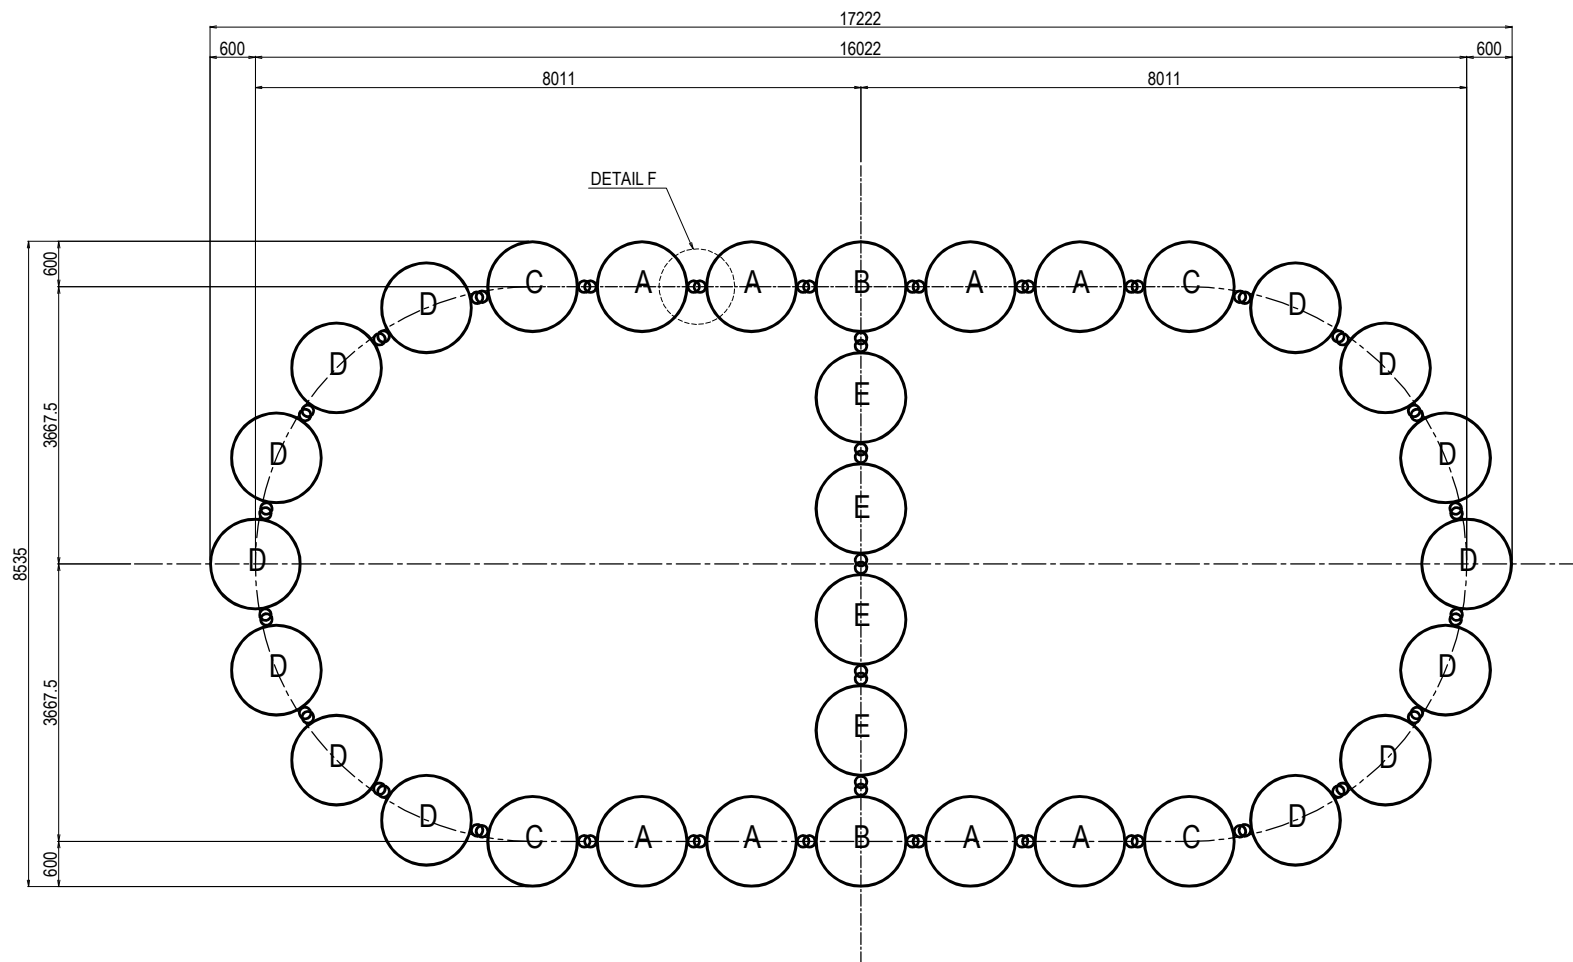 17222
600 16022 600
8011 8011
DETAIL F
600
3667.5
8535
3667.5
600
C A A B A A C
D D
D E D
D E D
D D
D E D
D E D
D D
C A A B A A C